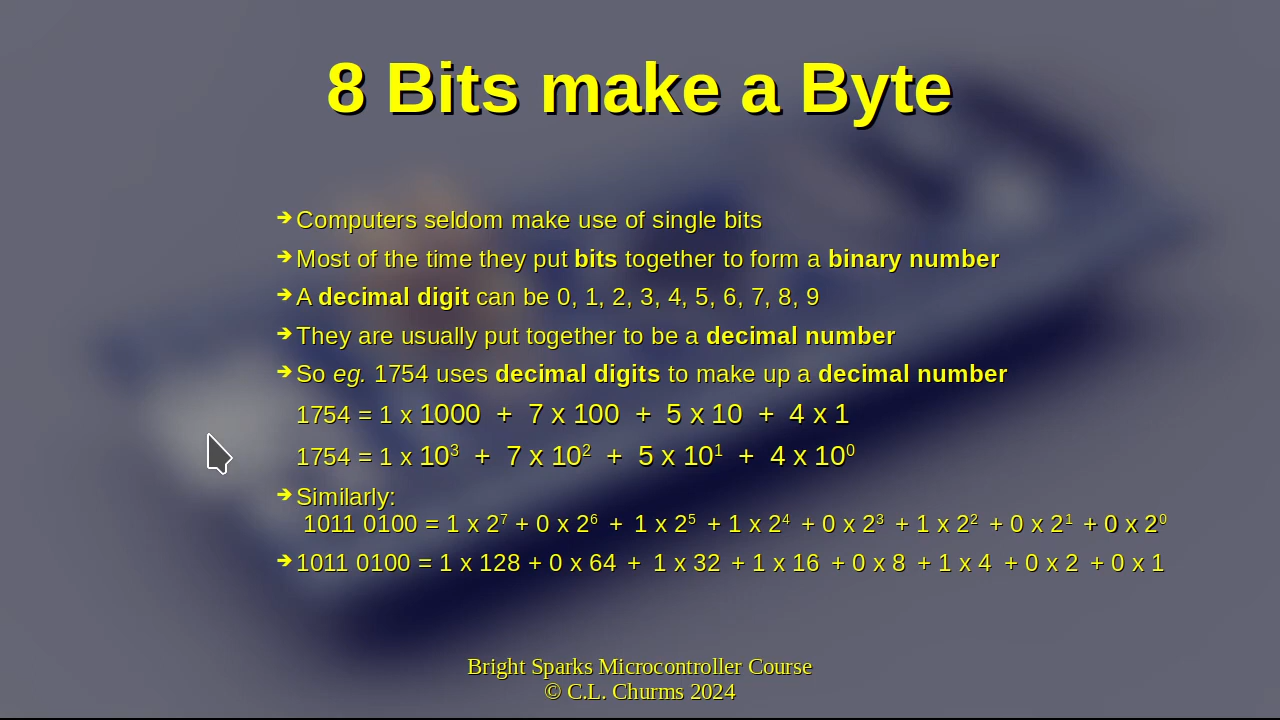 8 Bits make a Byte
➔Computers seldom make use of single bits
➔Most of the time they put bits together to form a binary number
➔A decimal digit can be 0, 1, 2, 3, 4, 5, 6, 7, 8, 9
➔They are usually put together to be a decimal number
➔So eg. 1754 uses decimal digits to make up a decimal number
1754 = 1 x 1000 + 7 x 100 + 5 x 10 + 4 x 1
1754 = 1 x 10³ + 7 x 10² + 5 x 10¹ + 4 x 10⁰
➔Similarly:
1011 0100 = 1 x 2⁷ + 0 x 2⁶ + 1 x 2⁵ + 1 x 2⁴ + 0 x 2³ + 1 x 2² + 0 x 2¹ + 0 x 2⁰
➔1011 0100 = 1 x 128 + 0 x 64 + 1 x 32 + 1 x 16 + 0 x 8 + 1 x 4 + 0 x 2 + 0 x 1
Bright Sparks Microcontroller Course
© C.L. Churms 2024